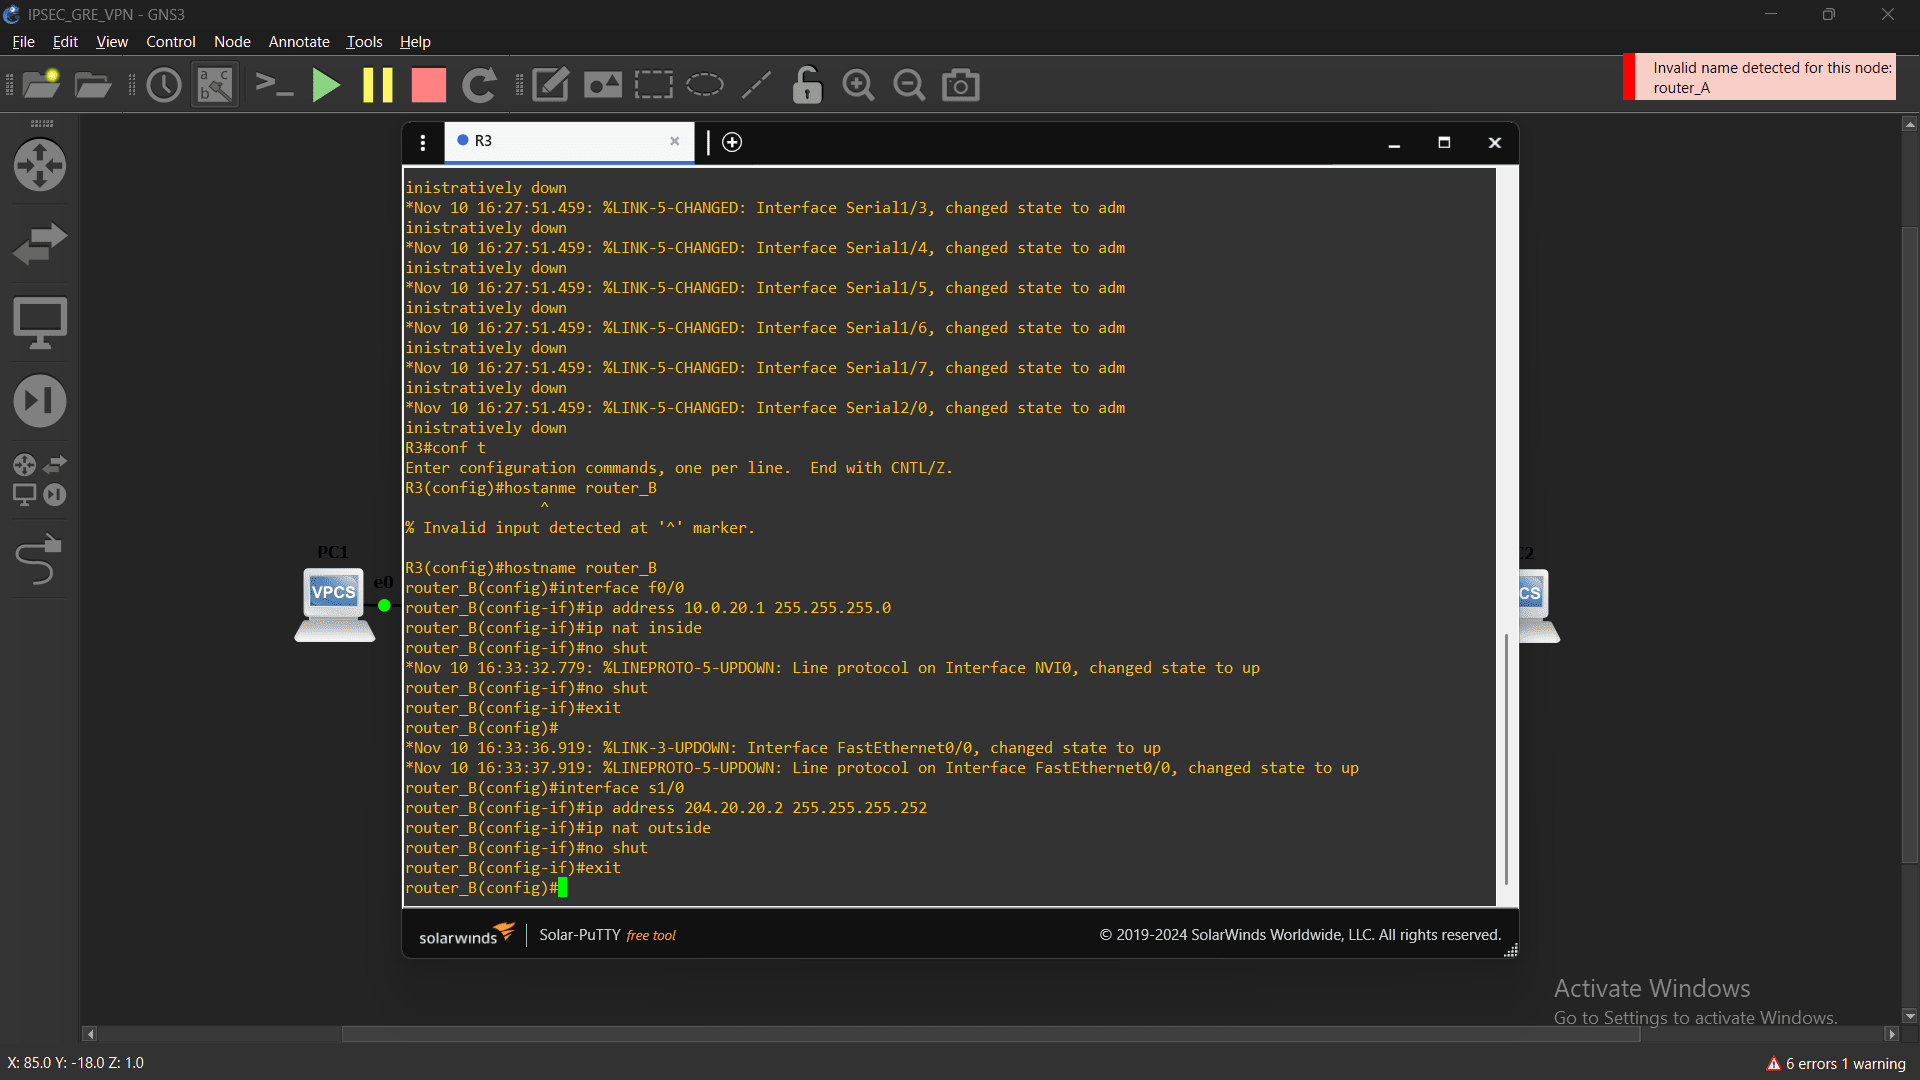 IPSEC_GRE_VPN - GNS3
File Edit View Control Node Annotate Tools Help
Invalid name detected for this node:
router_A
R3
inistratively down
*Nov 10 16:27:51.459: %LINK-5-CHANGED: Interface Serial1/3, changed state to adm
inistratively down
*Nov 10 16:27:51.459: %LINK-5-CHANGED: Interface Serial1/4, changed state to adm
inistratively down
*Nov 10 16:27:51.459: %LINK-5-CHANGED: Interface Serial1/5, changed state to adm
inistratively down
*Nov 10 16:27:51.459: %LINK-5-CHANGED: Interface Serial1/6, changed state to adm
inistratively down
*Nov 10 16:27:51.459: %LINK-5-CHANGED: Interface Serial1/7, changed state to adm
inistratively down
*Nov 10 16:27:51.459: %LINK-5-CHANGED: Interface Serial2/0, changed state to adm
inistratively down
R3#conf t
Enter configuration commands, one per line.  End with CNTL/Z.
R3(config)#hostanme router_B
^
% Invalid input detected at '^' marker.
R3(config)#hostname router_B
router_B(config)#interface f0/0
router_B(config-if)#ip address 10.0.20.1 255.255.255.0
router_B(config-if)#ip nat inside
router_B(config-if)#no shut
*Nov 10 16:33:32.779: %LINEPROTO-5-UPDOWN: Line protocol on Interface NVI0, changed state to up
router_B(config-if)#no shut
router_B(config-if)#exit
router_B(config)#
*Nov 10 16:33:36.919: %LINK-3-UPDOWN: Interface FastEthernet0/0, changed state to up
*Nov 10 16:33:37.919: %LINEPROTO-5-UPDOWN: Line protocol on Interface FastEthernet0/0, changed state to up
router_B(config)#interface s1/0
router_B(config-if)#ip address 204.20.20.2 255.255.255.252
router_B(config-if)#ip nat outside
router_B(config-if)#no shut
router_B(config-if)#exit
router_B(config)#
PC1
VPCS
e0
C2
CS
solarwinds
Solar-PuTTY free tool
© 2019-2024 SolarWinds Worldwide, LLC. All rights reserved.
Activate Windows
Go to Settings to activate Windows.
X: 85.0 Y: -18.0 Z: 1.0
6 errors 1 warning